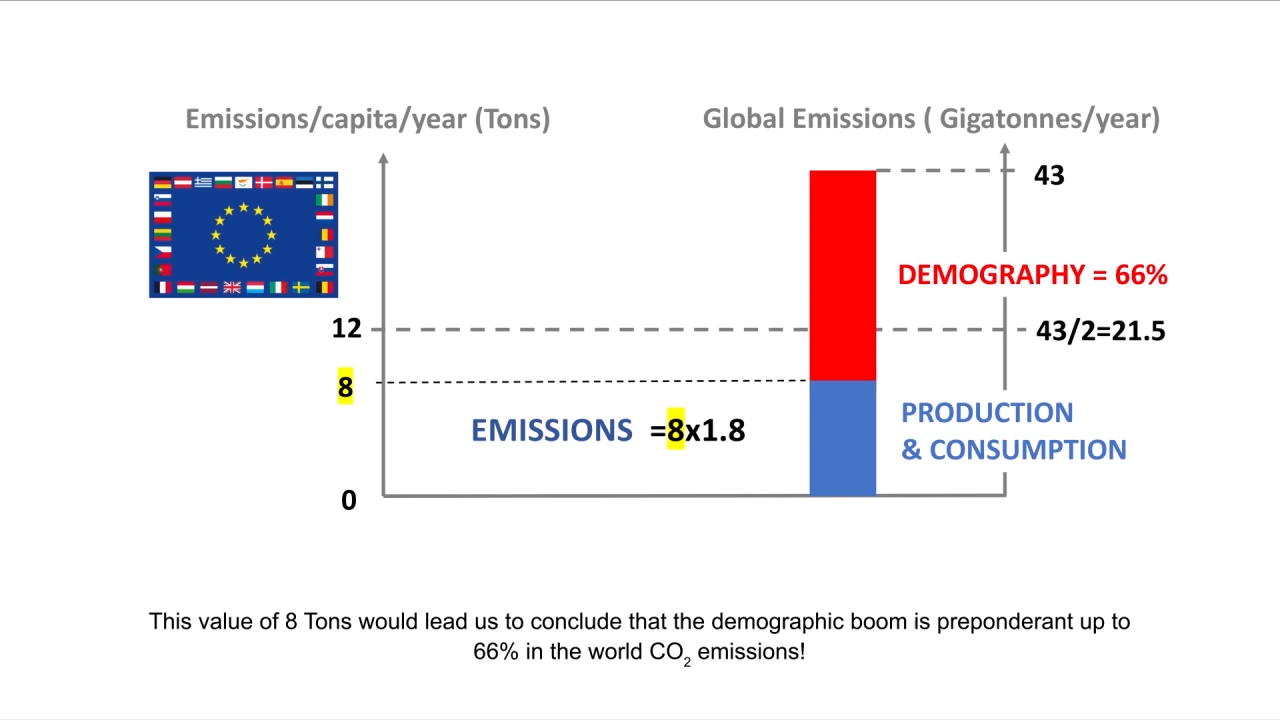 Emissions/capita/year (Tons)
Global Emissions ( Gigatonnes/year)
43
DEMOGRAPHY = 66%
12
43/2=21.5
8
EMISSIONS =8x1.8
PRODUCTION
& CONSUMPTION
0
This value of 8 Tons would lead us to conclude that the demographic boom is preponderant up to
66% in the world CO₂ emissions!